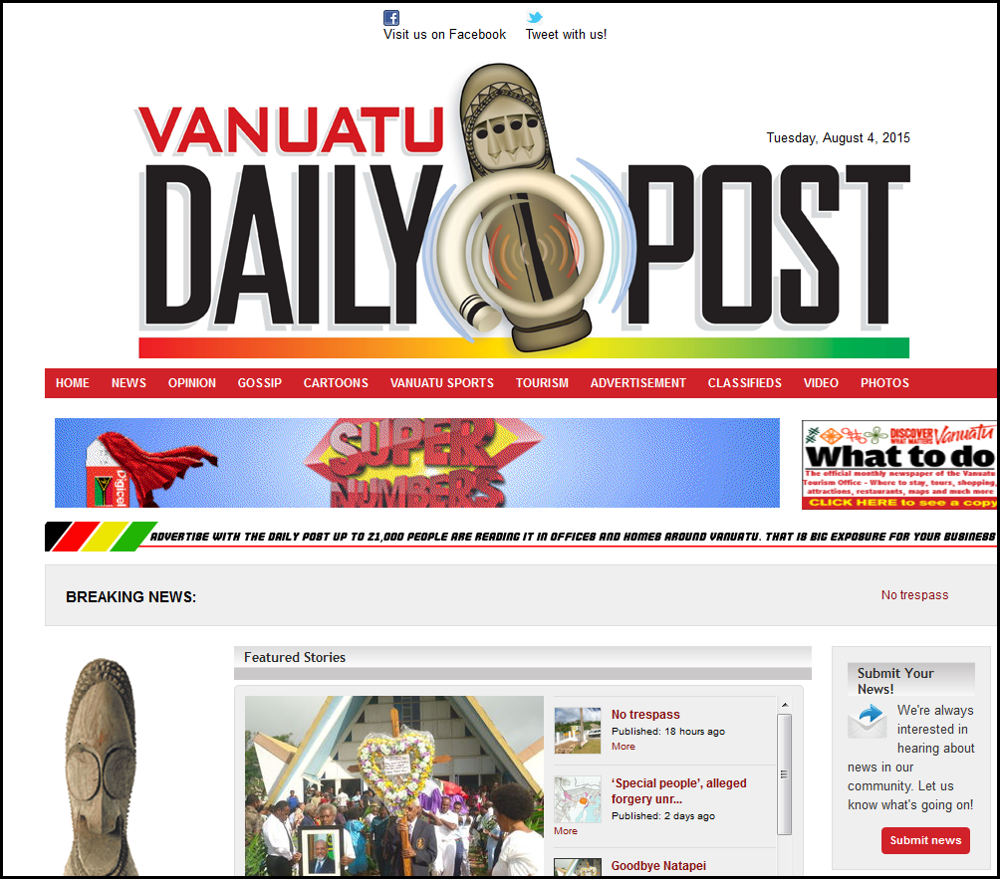 Visit us on Facebook
Tweet with us!
VANUATU
Tuesday, August 4, 2015
DAILY POST
HOME NEWS OPINION GOSSIP CARTOONS VANUATU SPORTS TOURISM ADVERTISEMENT CLASSIFIEDS VIDEO PHOTOS
SUPER
NUMBERS
Digicel
DISCOVER
WHAT MATTERS
Vanuatu
What to do
The official monthly newspaper of the Vanuatu
Tourism Office - Where to stay, tours, shopping,
attractions, restaurants, maps and much more
CLICK HERE to see a copy
ADVERTISE WITH THE DAILY POST UP TO 21,000 PEOPLE ARE READING IT IN OFFICES AND HOMES AROUND VANUATU. THAT IS BIG EXPOSURE FOR YOUR BUSINESS
BREAKING NEWS:
No trespass
Featured Stories
No trespass
Published: 18 hours ago
More
‘Special people’, alleged
forgery unr...
Published: 2 days ago
More
Goodbye Natapei
Submit Your
News!
We're always
interested in
hearing about
news in our
community. Let us
know what's going on!
Submit news